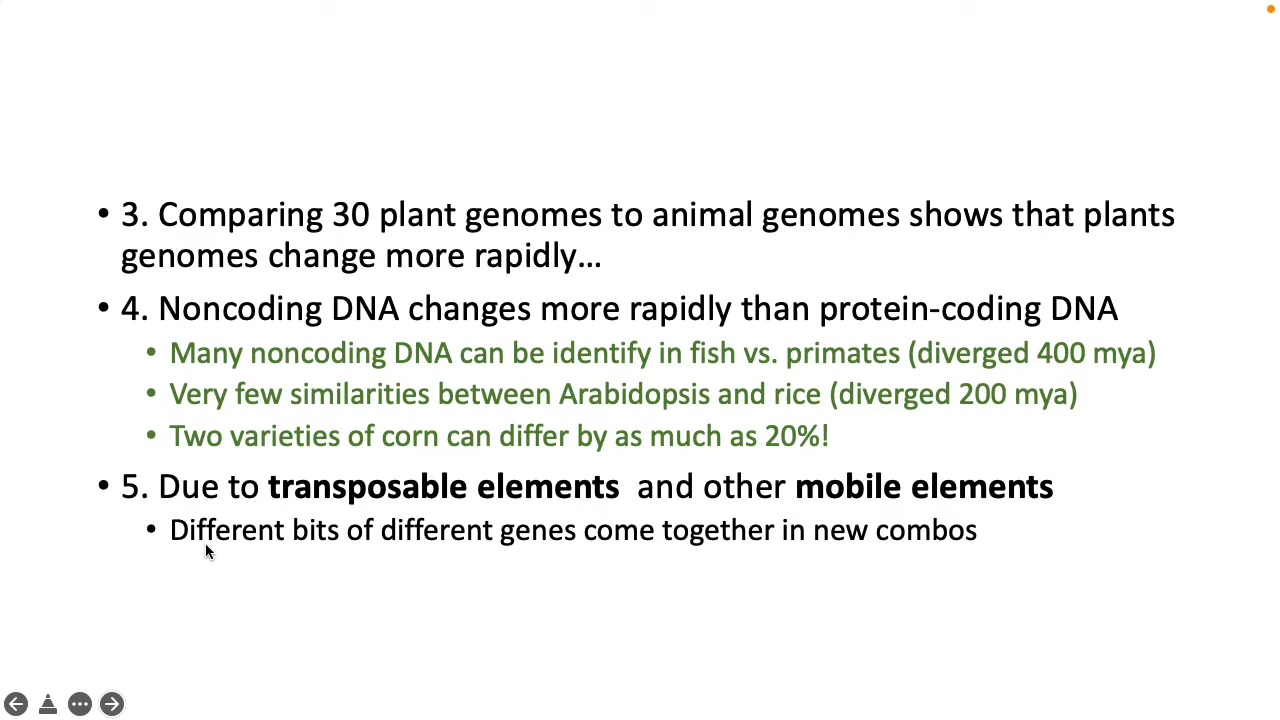 • 3. Comparing 30 plant genomes to animal genomes shows that plants
genomes change more rapidly…
• 4. Noncoding DNA changes more rapidly than protein-coding DNA
• Many noncoding DNA can be identify in fish vs. primates (diverged 400 mya)
• Very few similarities between Arabidopsis and rice (diverged 200 mya)
• Two varieties of corn can differ by as much as 20%!
• 5. Due to transposable elements and other mobile elements
• Different bits of different genes come together in new combos